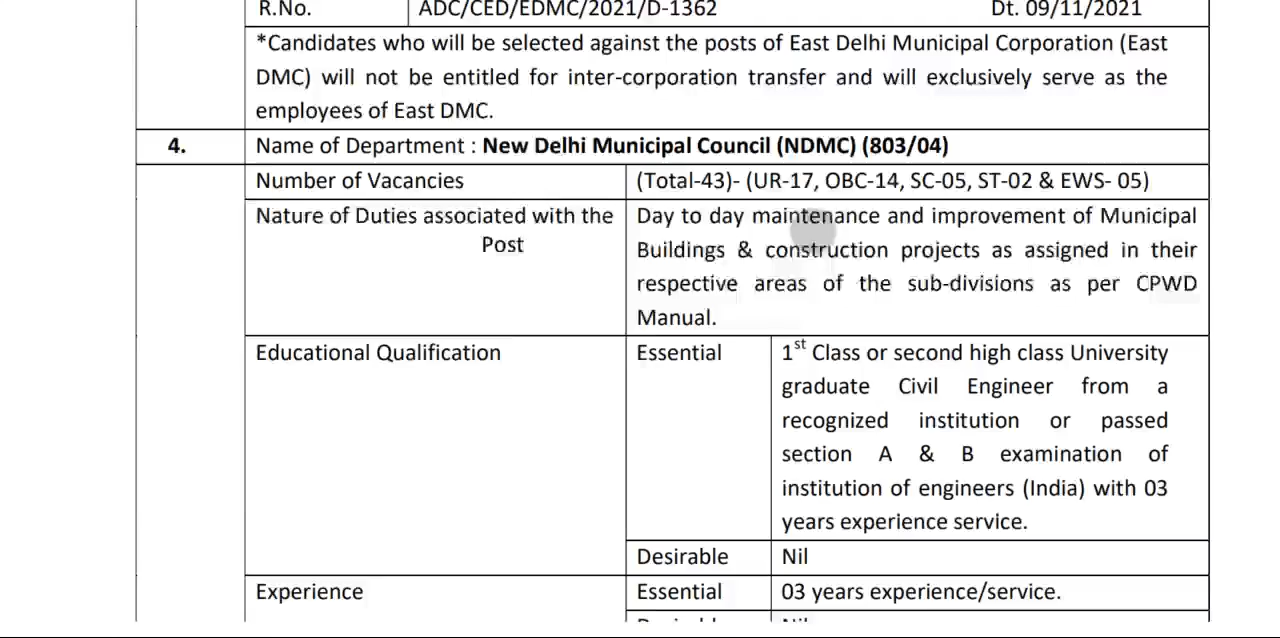 R.No. ADC/CED/EDMC/2021/D-1362 Dt. 09/11/2021
*Candidates who will be selected against the posts of East Delhi Municipal Corporation (East
DMC) will not be entitled for inter-corporation transfer and will exclusively serve as the
employees of East DMC.
4. Name of Department : New Delhi Municipal Council (NDMC) (803/04)
Number of Vacancies (Total-43)- (UR-17, OBC-14, SC-05, ST-02 & EWS- 05)
Nature of Duties associated with the
Post
Day to day maintenance and improvement of Municipal
Buildings & construction projects as assigned in their
respective areas of the sub-divisions as per CPWD
Manual.
Educational Qualification Essential
1st Class or second high class University
graduate Civil Engineer from a
recognized institution or passed
section A & B examination of
institution of engineers (India) with 03
years experience service.
Desirable Nil
Experience Essential 03 years experience/service.